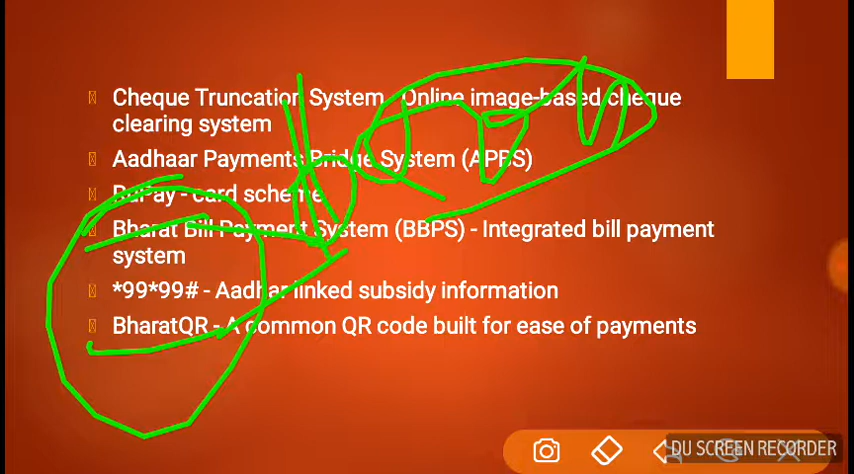 Cheque Truncation System - Online image-based cheque
clearing system
Aadhaar Payments Bridge System (APBS)
RuPay - card scheme
Bharat Bill Payment System (BBPS) - Integrated bill payment
system
*99*99# - Aadhar linked subsidy information
BharatQR - A common QR code built for ease of payments
DU SCREEN RECORDER